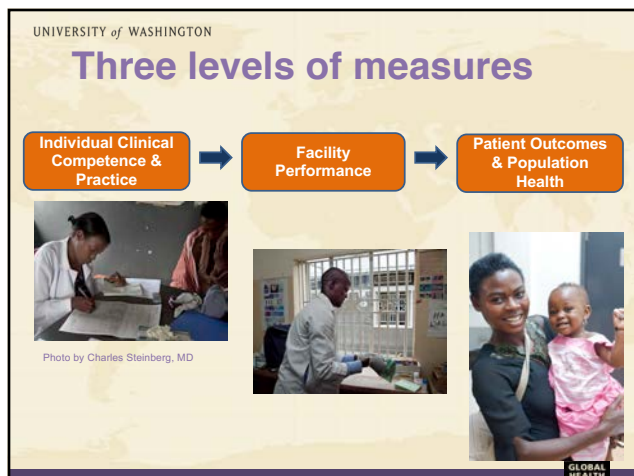 UNIVERSITY of WASHINGTON
Three levels of measures
Individual Clinical
Competence &
Practice
Facility
Performance
Patient Outcomes
& Population
Health
Photo by Charles Steinberg, MD
GLOBAL
HEALTH